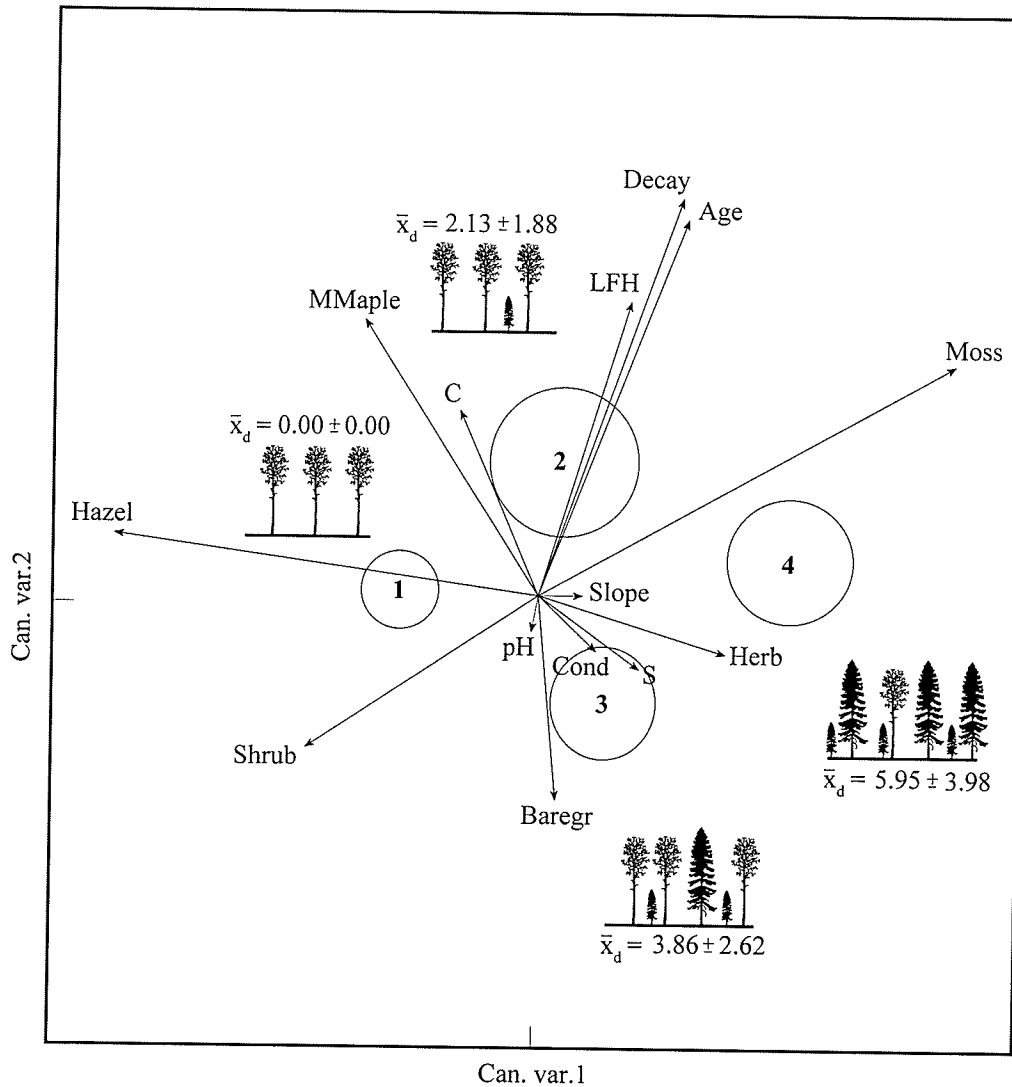 Decay
Age
x̄d = 2.13 ± 1.88
LFH
MMaple
Moss
C
x̄d = 0.00 ± 0.00
2
Hazel
4
1
Slope
pH
Cond
S
Herb
3
Shrub
x̄d = 5.95 ± 3.98
Baregr
x̄d = 3.86 ± 2.62
Can. var.2
Can. var.1